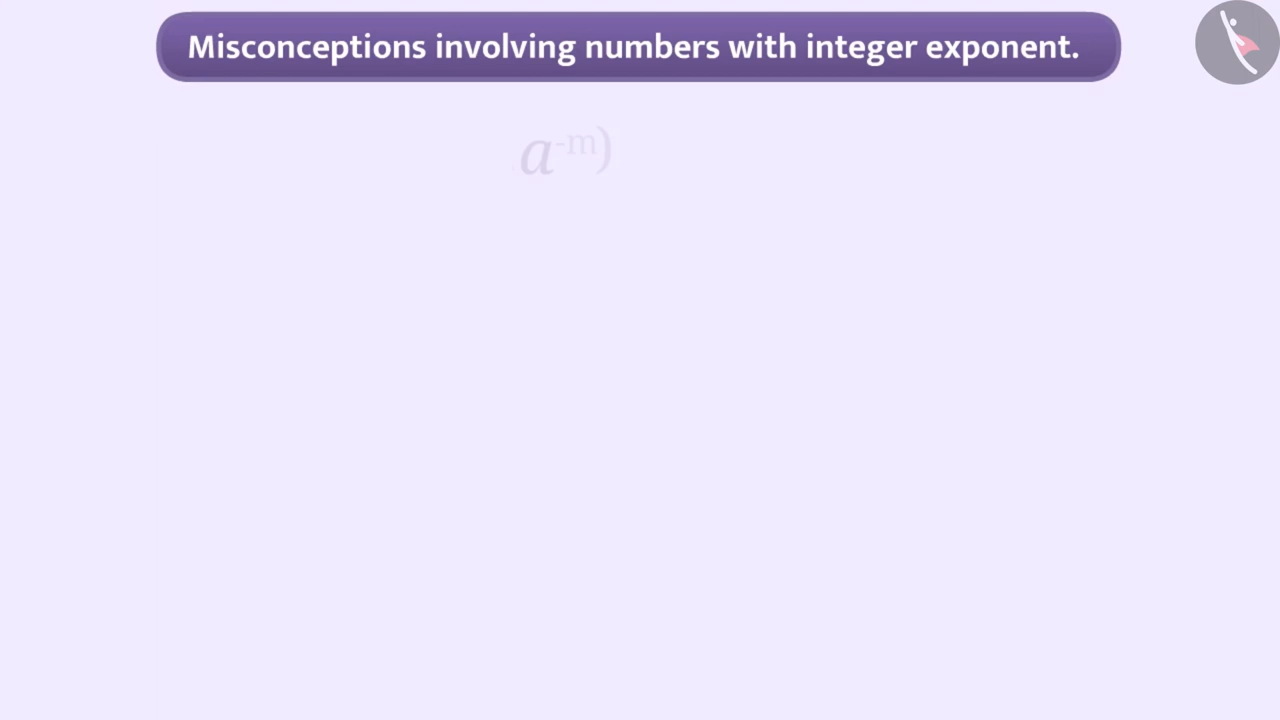 Misconceptions involving numbers with integer exponent.
a⁻ᵐ)